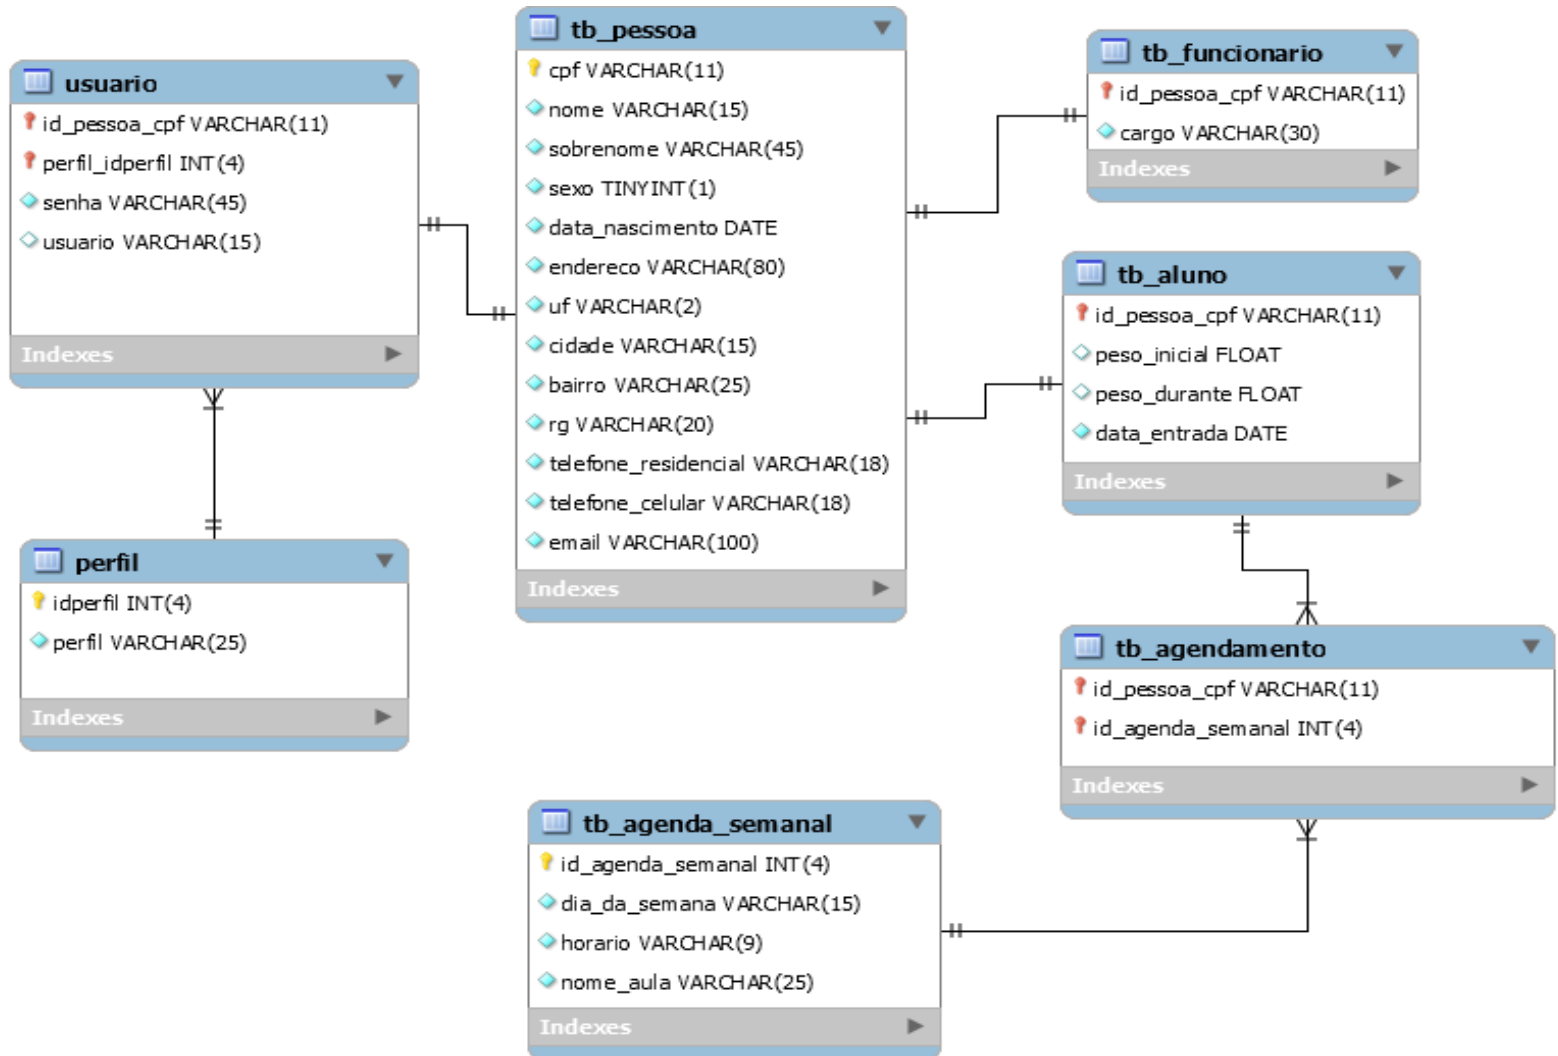 usuario
id_pessoa_cpf VARCHAR(11)
perfil_idperfil INT(4)
senha VARCHAR(45)
usuario VARCHAR(15)
Indexes
perfil
idperfil INT(4)
perfil VARCHAR(25)
Indexes
tb_pessoa
cpf VARCHAR(11)
nome VARCHAR(15)
sobrenome VARCHAR(45)
sexo TINYINT(1)
data_nascimento DATE
endereco VARCHAR(80)
uf VARCHAR(2)
cidade VARCHAR(15)
bairro VARCHAR(25)
rg VARCHAR(20)
telefone_residencial VARCHAR(18)
telefone_celular VARCHAR(18)
email VARCHAR(100)
Indexes
tb_funcionario
id_pessoa_cpf VARCHAR(11)
cargo VARCHAR(30)
Indexes
tb_aluno
id_pessoa_cpf VARCHAR(11)
peso_inicial FLOAT
peso_durante FLOAT
data_entrada DATE
Indexes
tb_agendamento
id_pessoa_cpf VARCHAR(11)
id_agenda_semanal INT(4)
Indexes
tb_agenda_semanal
id_agenda_semanal INT(4)
dia_da_semana VARCHAR(15)
horario VARCHAR(9)
nome_aula VARCHAR(25)
Indexes